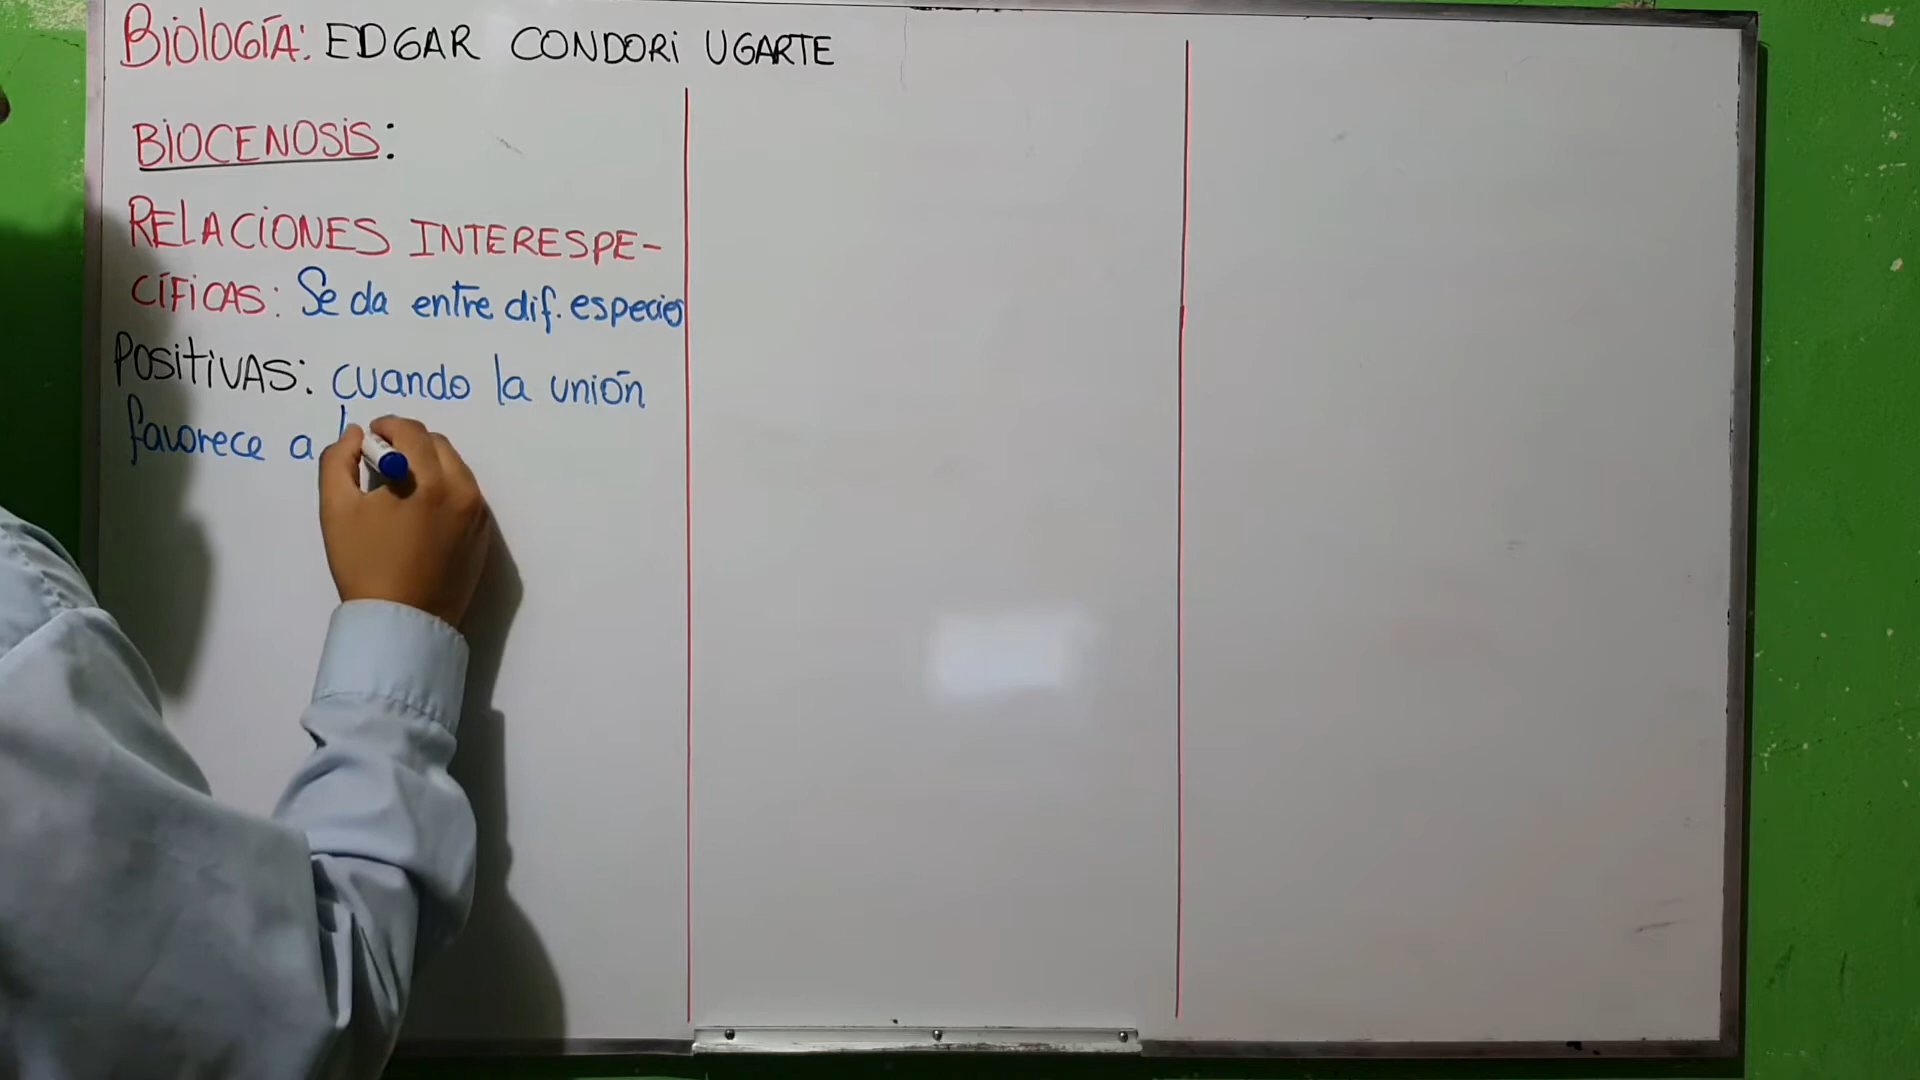 BiologÍA: EDGAR CONDORi UGARTE
BiOCENOSiS:
RELACiONES INTERESPE-
CÍFiCAS: Se da entre dif. especies
POSitiVAS: cuando la unión
favorece a